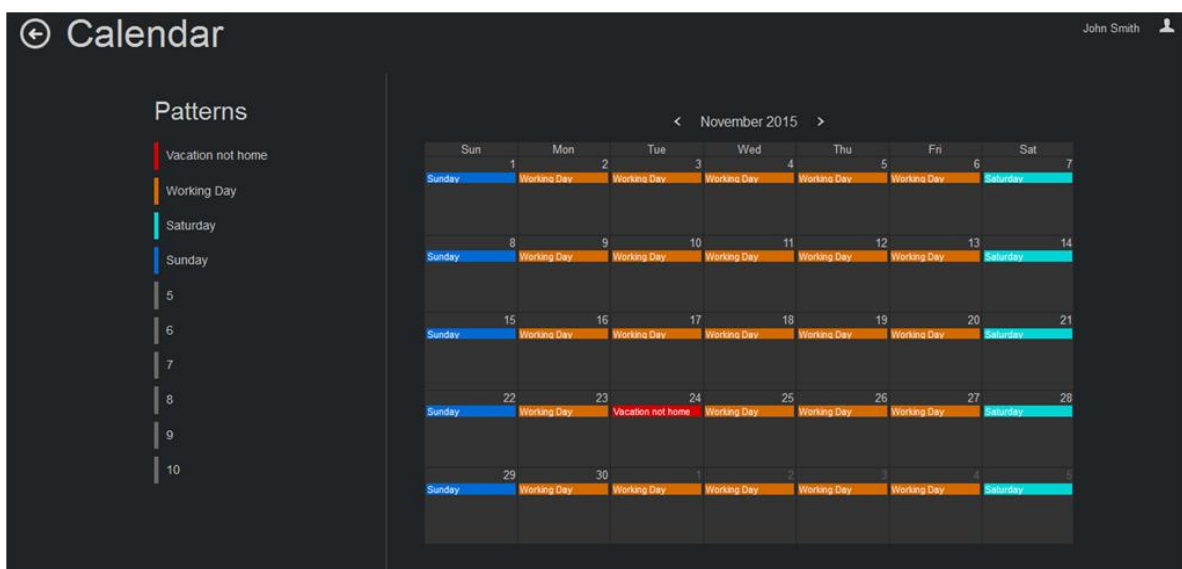 Calendar
John Smith
Patterns
Vacation not home
Working Day
Saturday
Sunday
5
6
7
8
9
10
< November 2015 >
Sun Mon Tue Wed Thu Fri Sat
1 2 3 4 5 6 7
Sunday Working Day Working Day Working Day Working Day Working Day Saturday
8 9 10 11 12 13 14
Sunday Working Day Working Day Working Day Working Day Working Day Saturday
15 16 17 18 19 20 21
Sunday Working Day Working Day Working Day Working Day Working Day Saturday
22 23 24 25 26 27 28
Sunday Working Day Vacation not home Working Day Working Day Working Day Saturday
29 30 1 2 3 4 5
Sunday Working Day Working Day Working Day Working Day Working Day Saturday